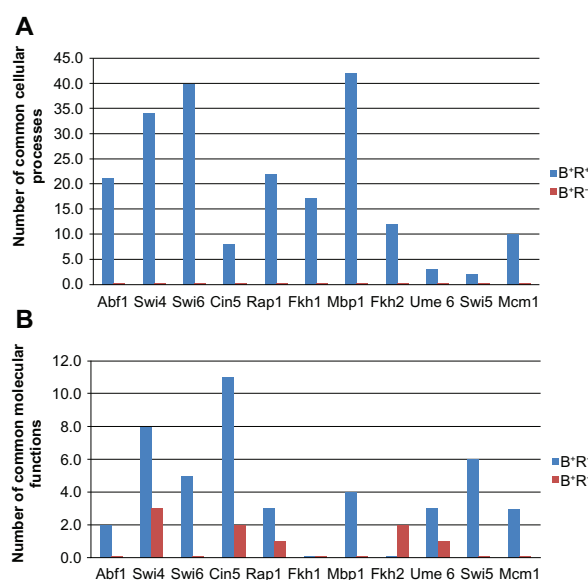 A
Number of common cellular
processes
45.0
40.0
35.0
30.0
25.0
20.0
15.0
10.0
5.0
0.0
Abf1 Swi4 Swi6 Cin5 Rap1 Fkh1 Mbp1 Fkh2 Ume 6 Swi5 Mcm1
B⁺R⁺
B⁺R⁻
B
Number of common molecular
functions
12.0
10.0
8.0
6.0
4.0
2.0
0.0
Abf1 Swi4 Swi6 Cin5 Rap1 Fkh1 Mbp1 Fkh2 Ume 6 Swi5 Mcm1
B⁺R
B⁺R